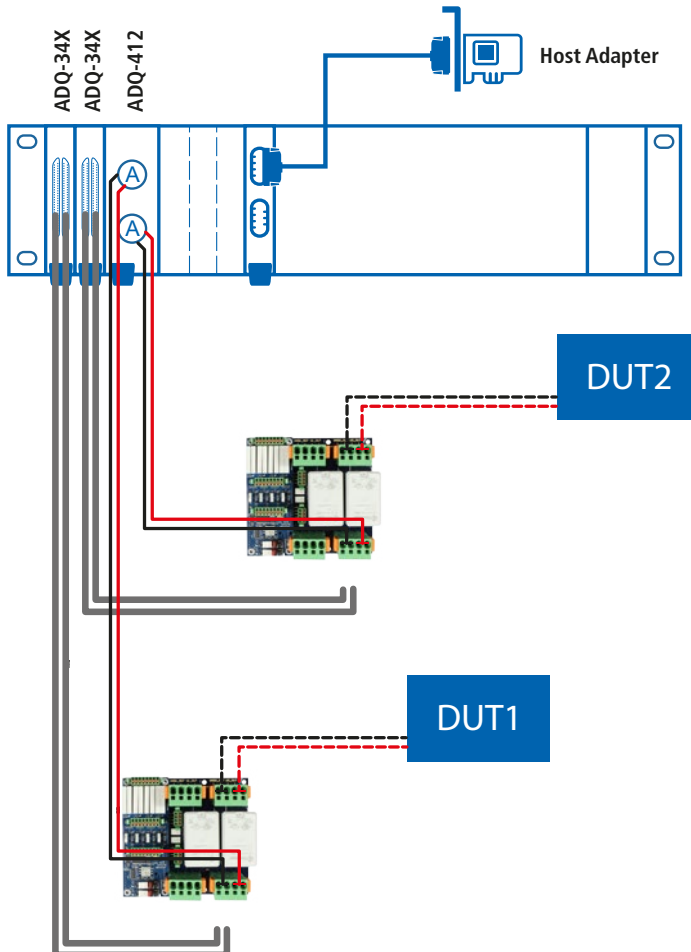 ADQ-34X
ADQ-34X
ADQ-412
Host Adapter
A
A
DUT2
DUT1